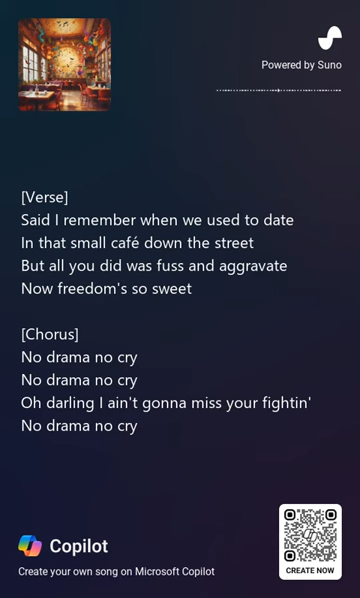 Powered by Suno
[Verse]
Said I remember when we used to date
In that small café down the street
But all you did was fuss and aggravate
Now freedom's so sweet
[Chorus]
No drama no cry
No drama no cry
Oh darling I ain't gonna miss your fightin'
No drama no cry
Copilot
Create your own song on Microsoft Copilot
CREATE NOW